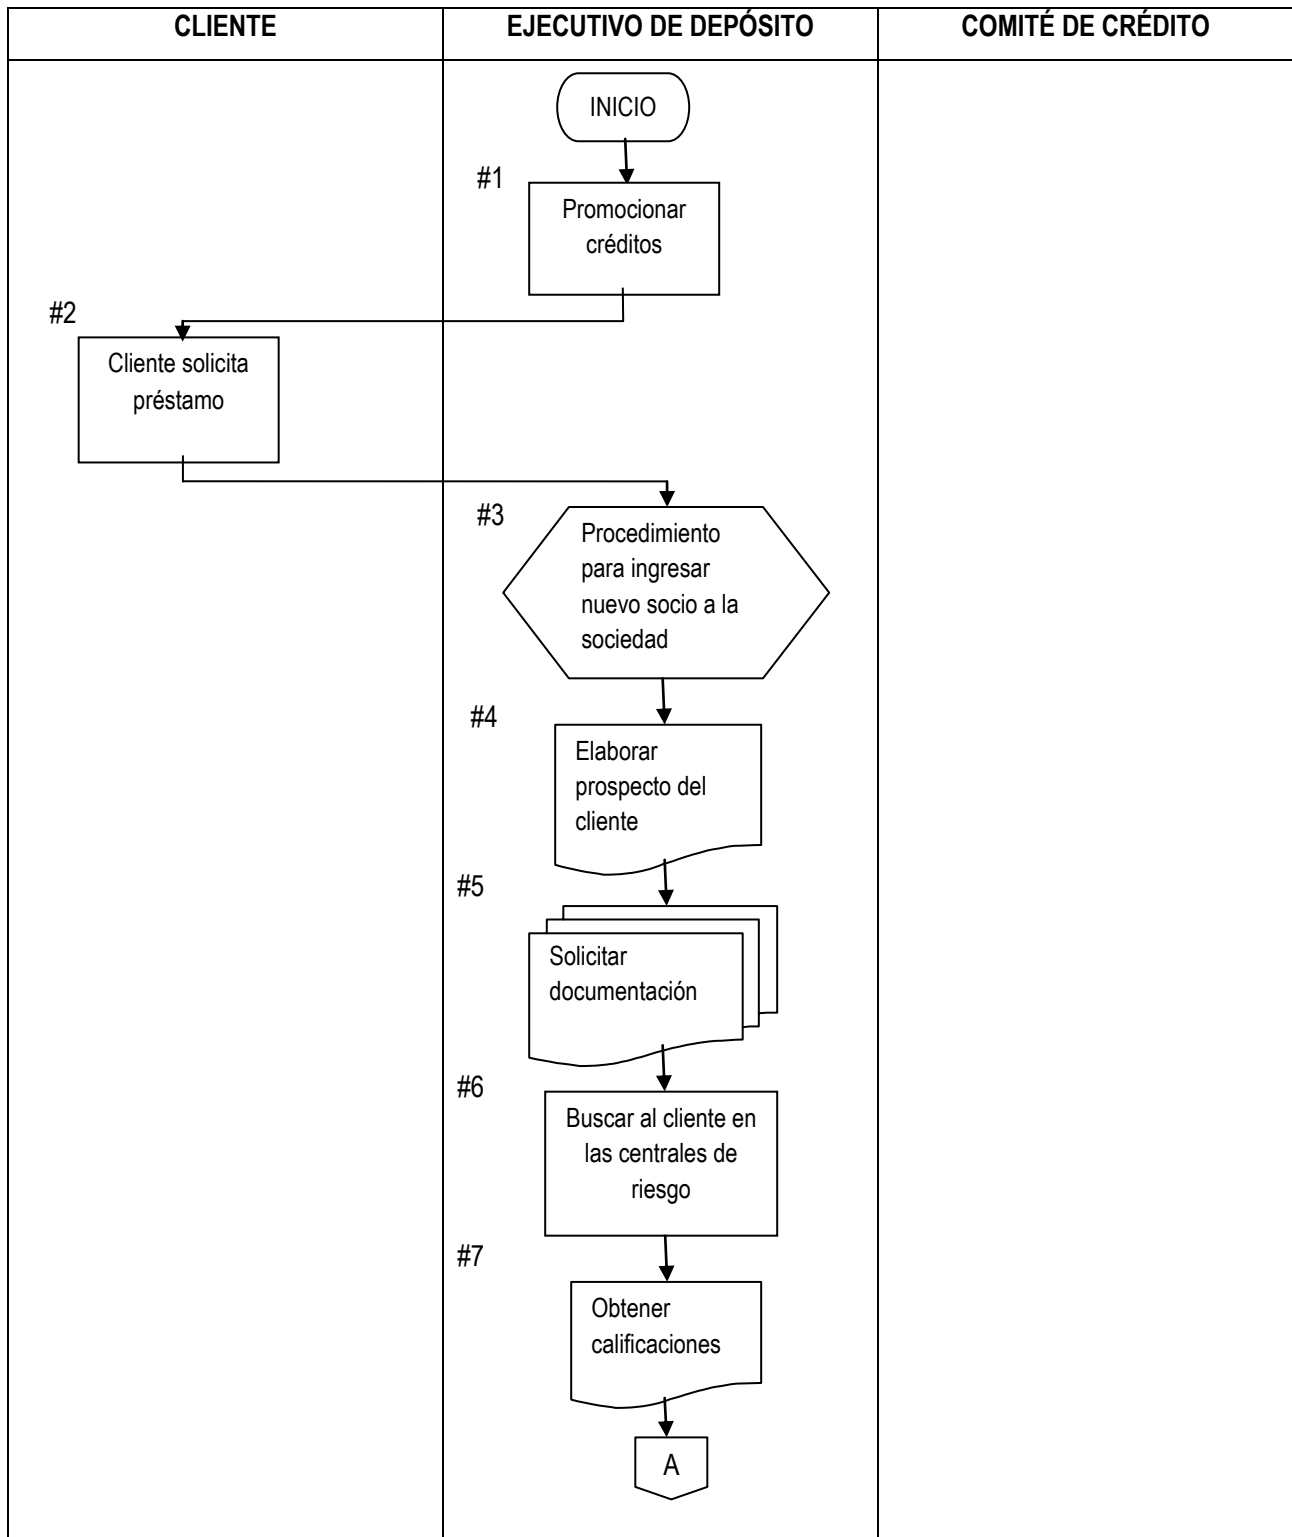 CLIENTE
EJECUTIVO DE DEPÓSITO
COMITÉ DE CRÉDITO
INICIO
#1
Promocionar
créditos
#2
Cliente solicita
préstamo
#3
Procedimiento
para ingresar
nuevo socio a la
sociedad
#4
Elaborar
prospecto del
cliente
#5
Solicitar
documentación
#6
Buscar al cliente en
las centrales de
riesgo
#7
Obtener
calificaciones
A